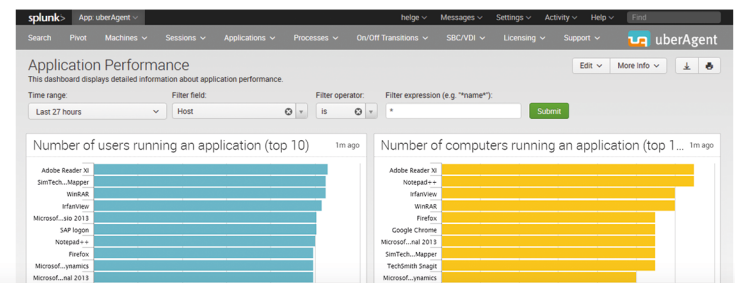 splunk> App: uberAgent helge Messages Settings Activity Help Find
Search Pivot Machines Sessions Applications Processes On/Off Transitions SBC/VDI Licensing Support uberAgent
Application Performance
Edit More Info
This dashboard displays detailed information about application performance.
Time range: Filter field: Filter operator: Filter expression (e.g. "*name*"):
Last 27 hours Host is * Submit
Number of users running an application (top 10) 1m ago
Adobe Reader XI
SimTech...Mapper
WinRAR
IrfanView
Microsof...sio 2013
SAP logon
Notepad++
Firefox
Microsof...ynamics
Microsof...nal 2013
Number of computers running an application (top 1... 1m ago
Adobe Reader XI
Notepad++
IrfanView
WinRAR
Firefox
Google Chrome
Microsof...nal 2013
SimTech...Mapper
TechSmith Snagit
Microsof...ynamics